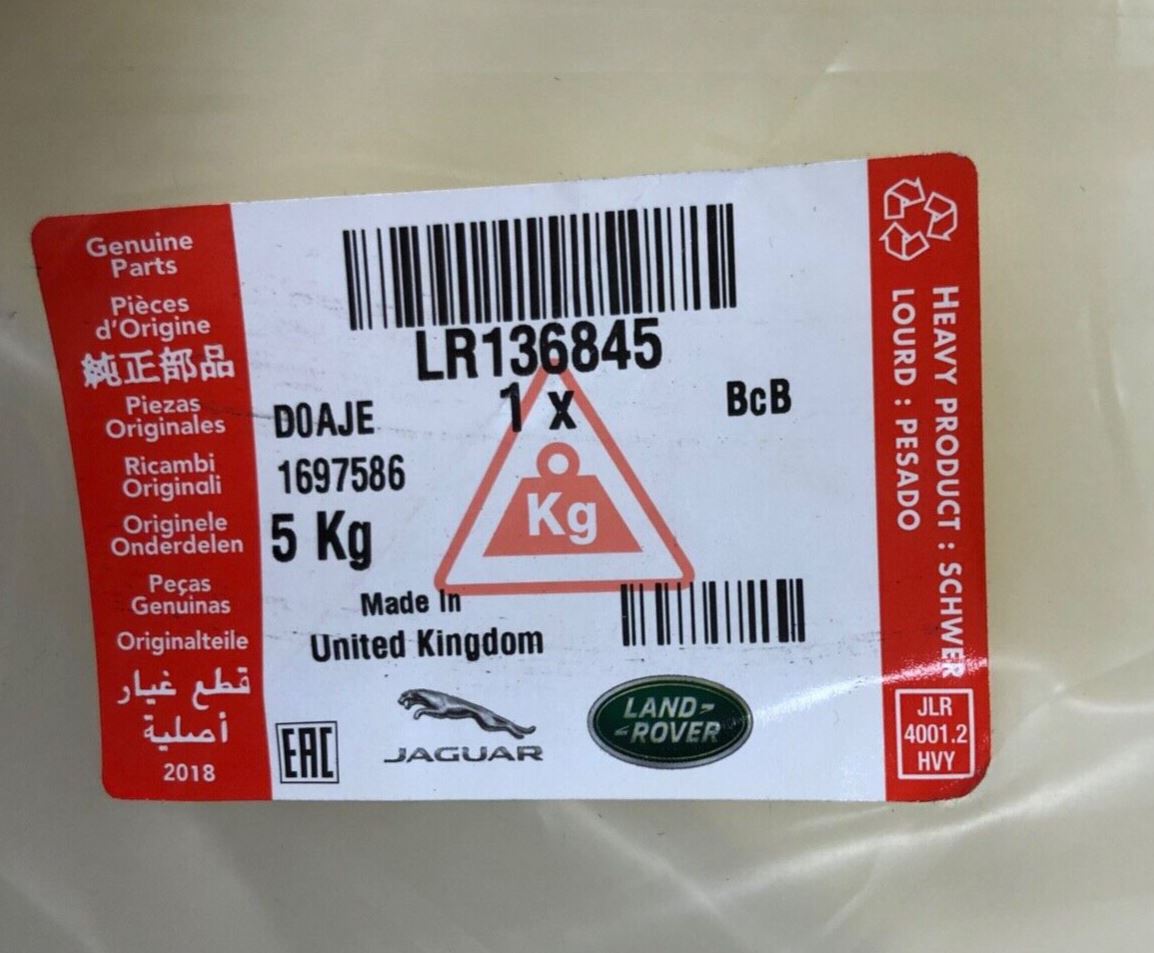 Genuine
Parts
Pièces
d'Origine
純正部品
Piezas
Originales
Ricambi
Originali
Originele
Onderdelen
Peças
Genuinas
Originalteile
قطع غيار
أصلية
2018
LR136845
1 x
BcB
D0AJE
1697586
5 Kg
Kg
Made In
United Kingdom
EAC
JAGUAR
LAND-
-ROVER
HEAVY PRODUCT : SCHWER
LOURD : PESADO
JLR
4001.2
HVY